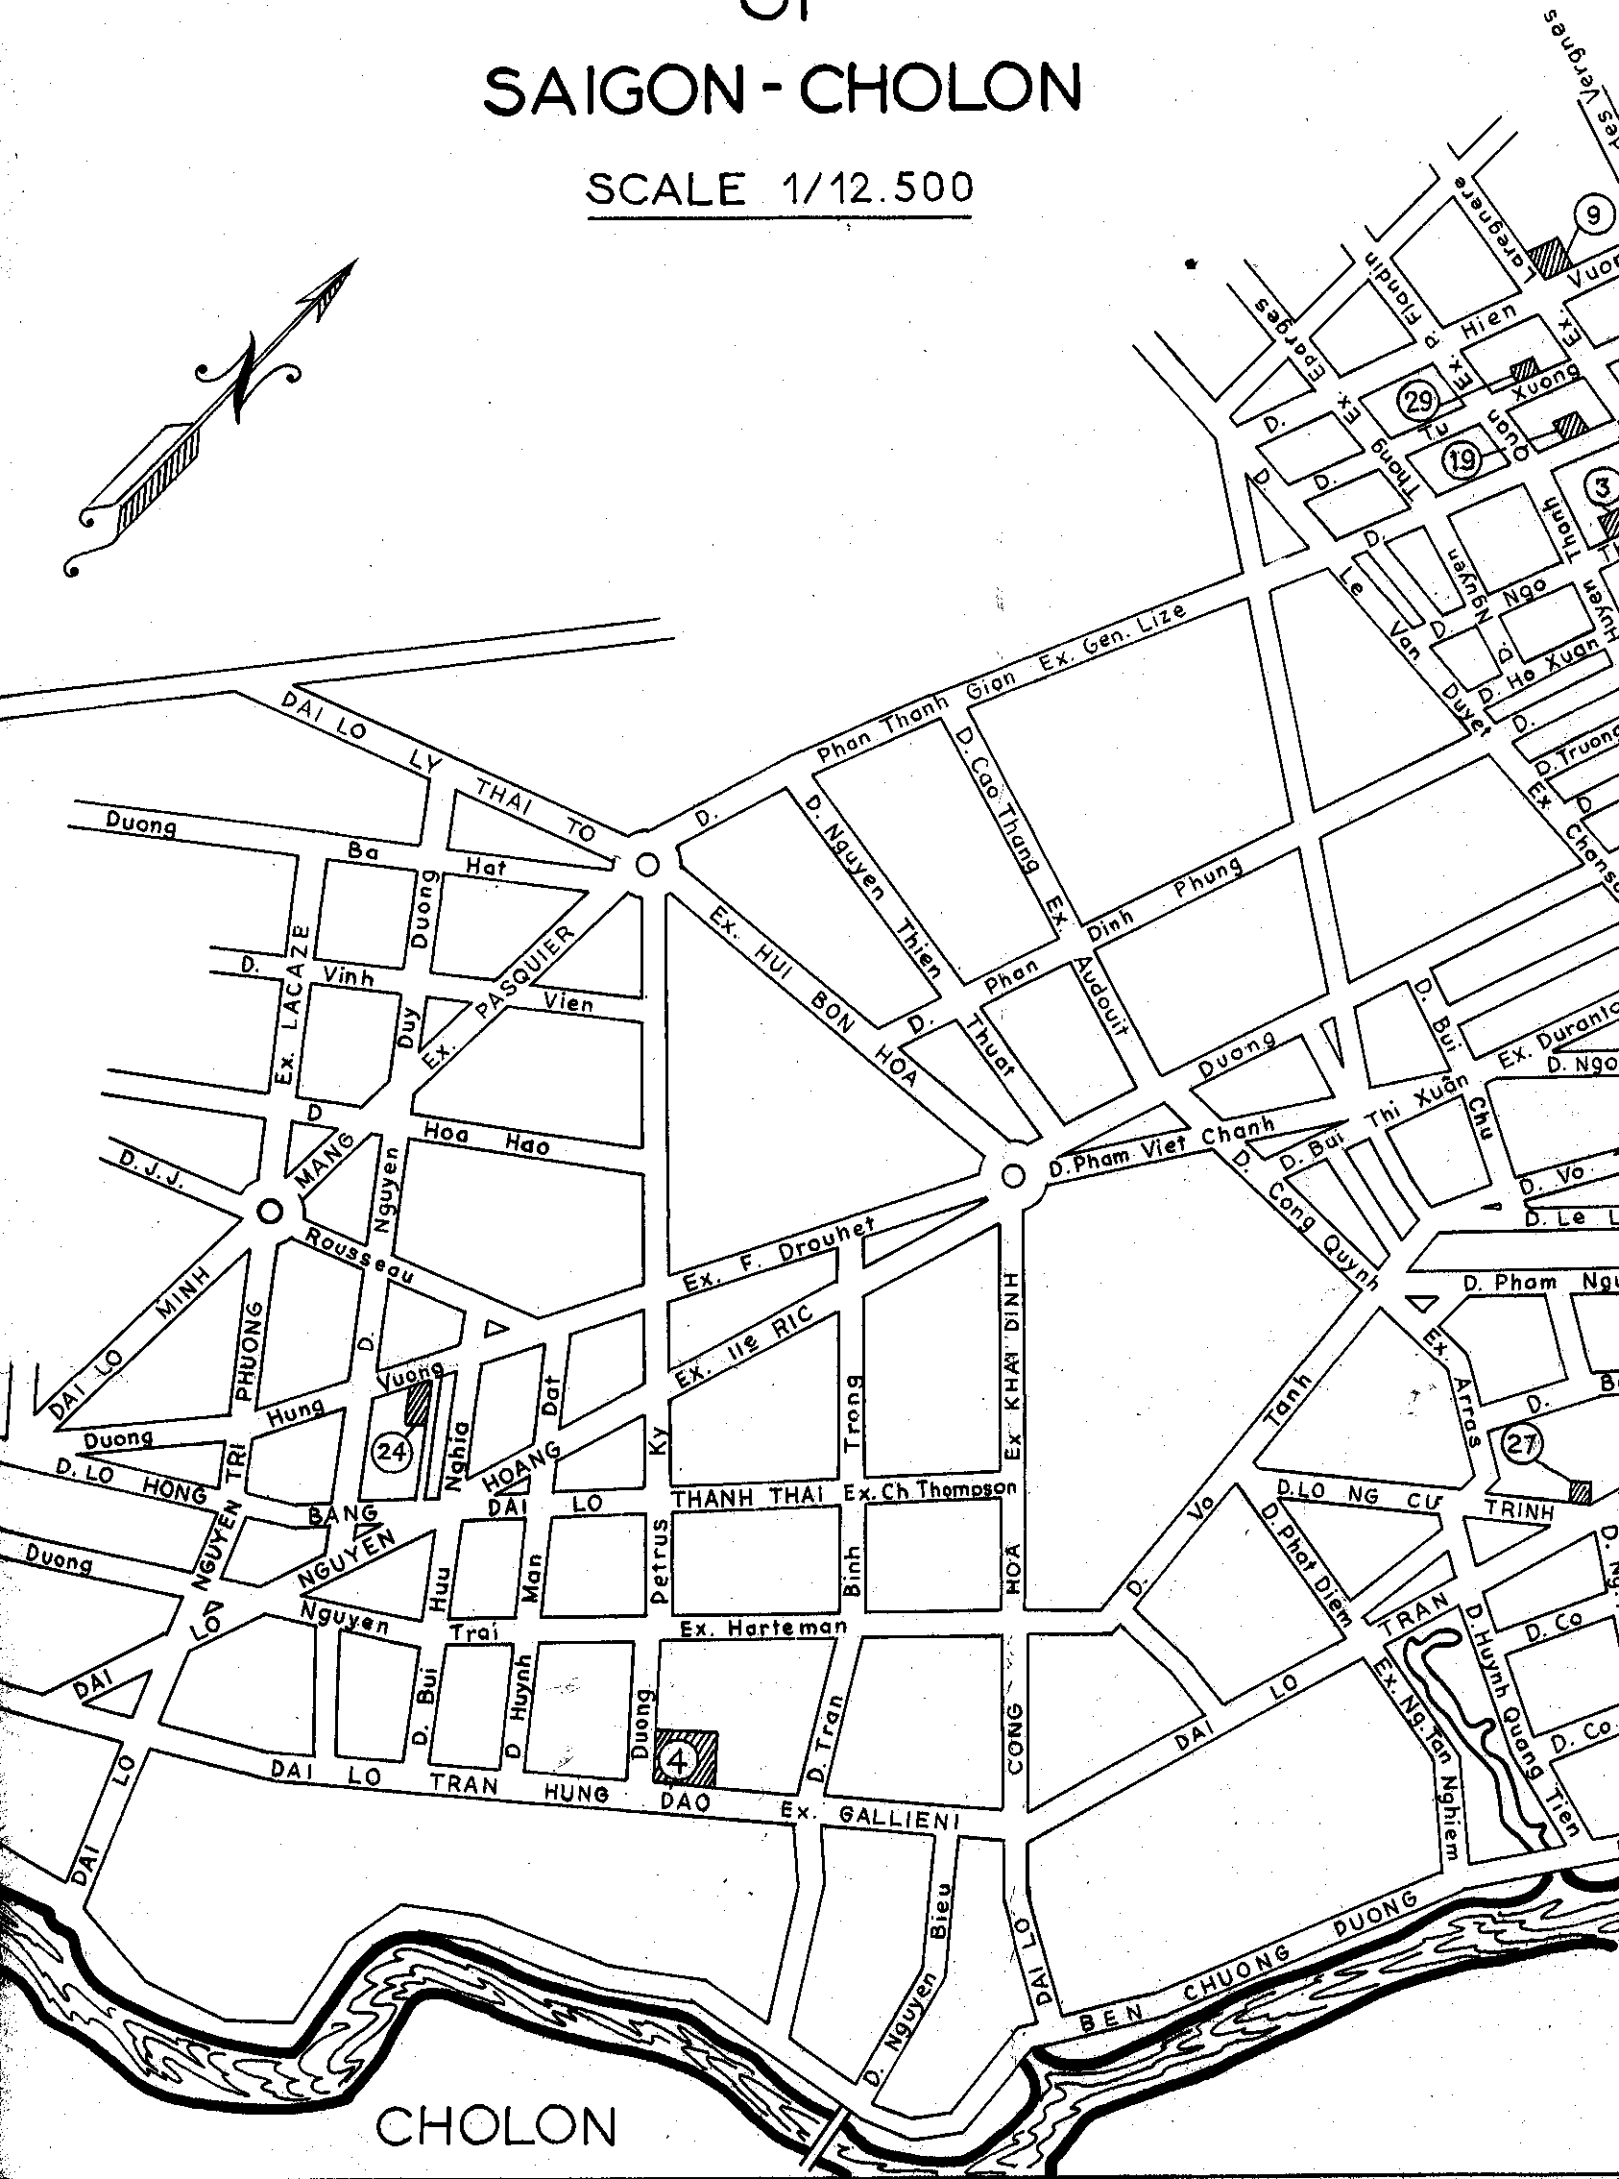 OF
SAIGON - CHOLON
SCALE 1/12.500
N
des Vergnes
9
Ex. Laregnere
Vuon
Ex. P. Flandin
Hien
Ex. Eparges
Xuong
29
Tu
19
3
D.
D.
D.
Thong
Quan
Thanh
Huyen
D. Nguyen
Ngo
D.
D. Ho Xuan
D.
D. Truong
D.
D. Le Van Duyet
Ex. Chanso
D. Phan Thanh Gian Ex. Gen. Lize
DAI LO LY THAI TO
D. Cao Thang Ex. Audouit
D. Nguyen Thien Thuat
Duong Ba Hat
D. Phan Dinh Phung
Ex. HUI BON HOA
D. Vinh Vien
Ex. PASQUIER
Ex. LACAZE
Duong
Duy
Nguyen
D.
D Hoa Hao
MANG
D.J.J. Rousseau
Duong
D. Bui Chu
Ex. Duranto
D. Ngo
D. Bui Thi Xuan
D. Pham Viet Chanh
D. Cong Quynh
D. Vo
D. Le L
D. Pham Ngu
Ex. Arras
D. B
27
Ex. F. Drouhet
Ex. 11e RIC
DAI LO MINH
Duong Hung Vuong
24
D. LO HONG BANG
DAI LO NGUYEN TRI PHUONG
NGUYEN HOANG
DAI LO THANH THAI Ex. Ch Thompson
Duong
Nguyen Trai Ex. Harteman
D. Bui Huu Nghia
D Huynh Man Dat
Duong Petrus Ky
D. Tran Binh Trong
DAI LO CONG HOA Ex KHAI DINH
D. Vo Tanh
D. LO NG CU TRINH
D. Phat Diem
DAI LO TRAN
D. Huynh Quang Tien
D. Co
D. Co
Ex. Ng. Tan Nghiem
4
DAI
DAI LO TRAN HUNG DAO Ex. GALLIENI
D. Nguyen Bieu
BEN CHUONG DUONG
CHOLON